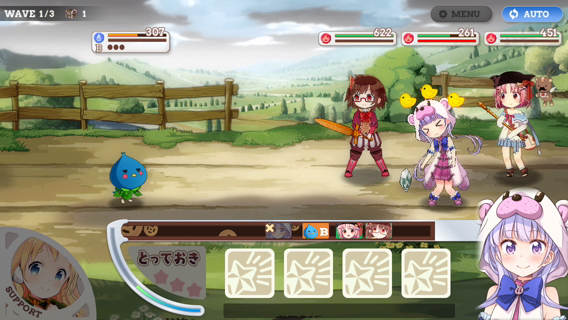 WAVE 1/3 1
MENU
AUTO
307
B
622
261
451
B
とっておき
SUPPORT